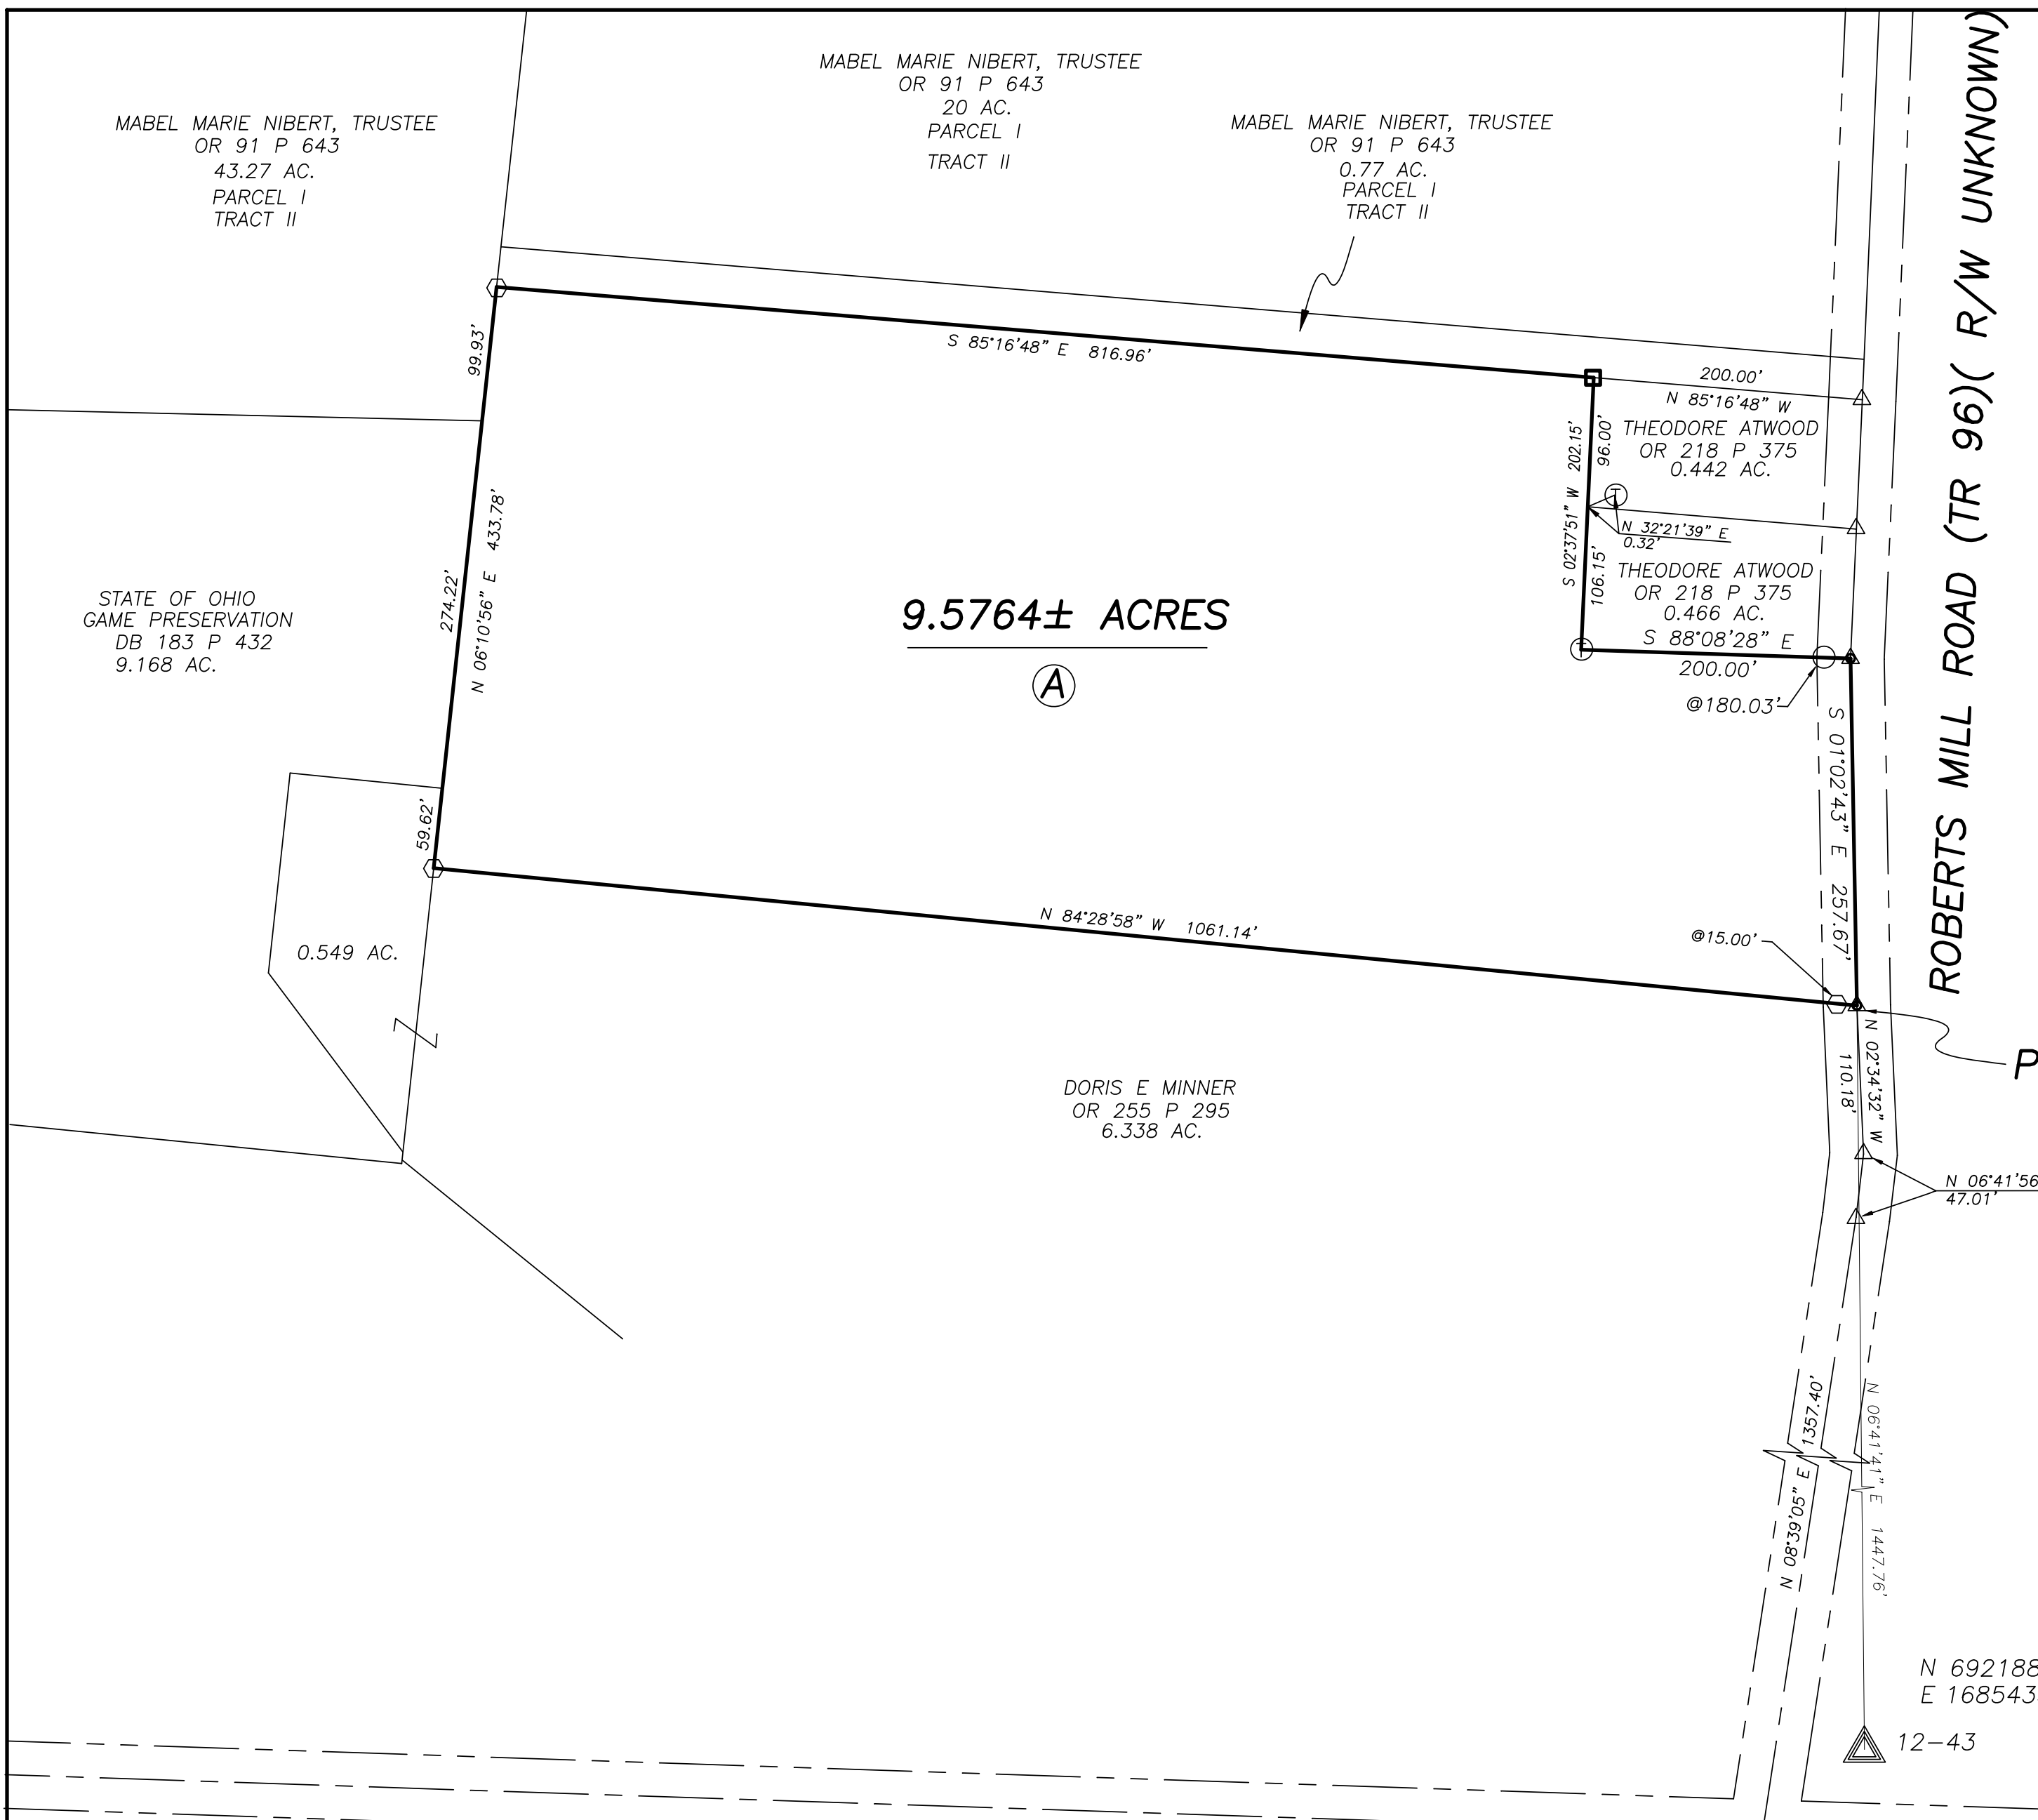 MABEL MARIE NIBERT, TRUSTEE
OR 91 P 643
43.27 AC.
PARCEL I
TRACT II
MABEL MARIE NIBERT, TRUSTEE
OR 91 P 643
20 AC.
PARCEL I
TRACT II
MABEL MARIE NIBERT, TRUSTEE
OR 91 P 643
0.77 AC.
PARCEL I
TRACT II
ROBERTS MILL ROAD (TR 96)( R/W UNKNOWN)
99.93'
S 85°16'48" E 816.96'
200.00'
N 85°16'48" W
THEODORE ATWOOD
OR 218 P 375
0.442 AC.
S 02°37'51" W 202.15'
96.00'
N 32°21'39" E
0.32'
106.15'
THEODORE ATWOOD
OR 218 P 375
0.466 AC.
S 88°08'28" E
200.00'
@180.03'
N 06°10'56" E 433.78'
274.22'
STATE OF OHIO
GAME PRESERVATION
DB 183 P 432
9.168 AC.
9.5764± ACRES
A
S 01°02'43" E 257.67'
59.62'
N 84°28'58" W 1061.14'
@15.00'
0.549 AC.
P
N 02°34'32" W
110.18'
DORIS E MINNER
OR 255 P 295
6.338 AC.
N 06°41'56
47.01'
N 08°39'05" E 1357.40'
N 06°41'41" E 1447.76'
N 692188
E 168543
12-43